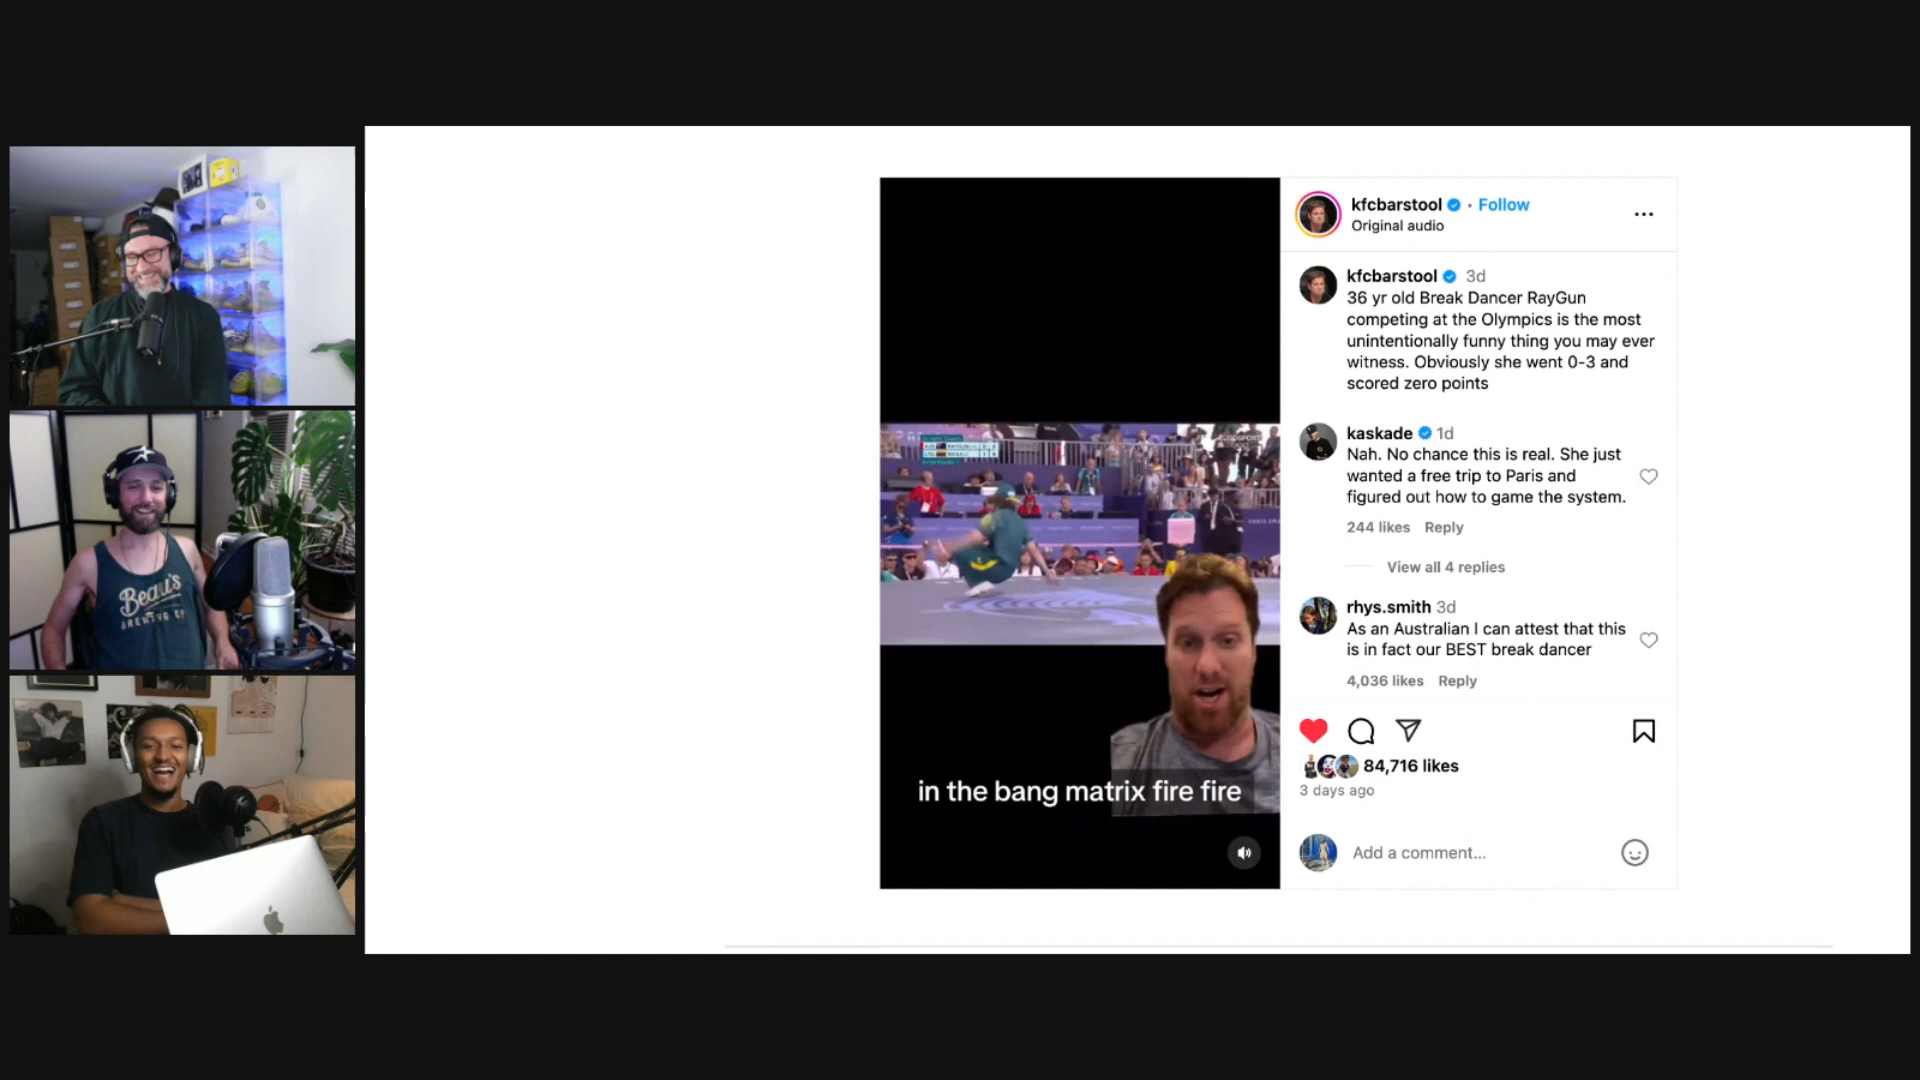 Beau's
BREWING CO
EUROSPORT
in the bang matrix fire fire
kfcbarstool • Follow
Original audio
kfcbarstool 3d
36 yr old Break Dancer RayGun
competing at the Olympics is the most
unintentionally funny thing you may ever
witness. Obviously she went 0-3 and
scored zero points
kaskade 1d
Nah. No chance this is real. She just
wanted a free trip to Paris and
figured out how to game the system.
244 likes Reply
View all 4 replies
rhys.smith 3d
As an Australian I can attest that this
is in fact our BEST break dancer
4,036 likes Reply
84,716 likes
3 days ago
Add a comment...